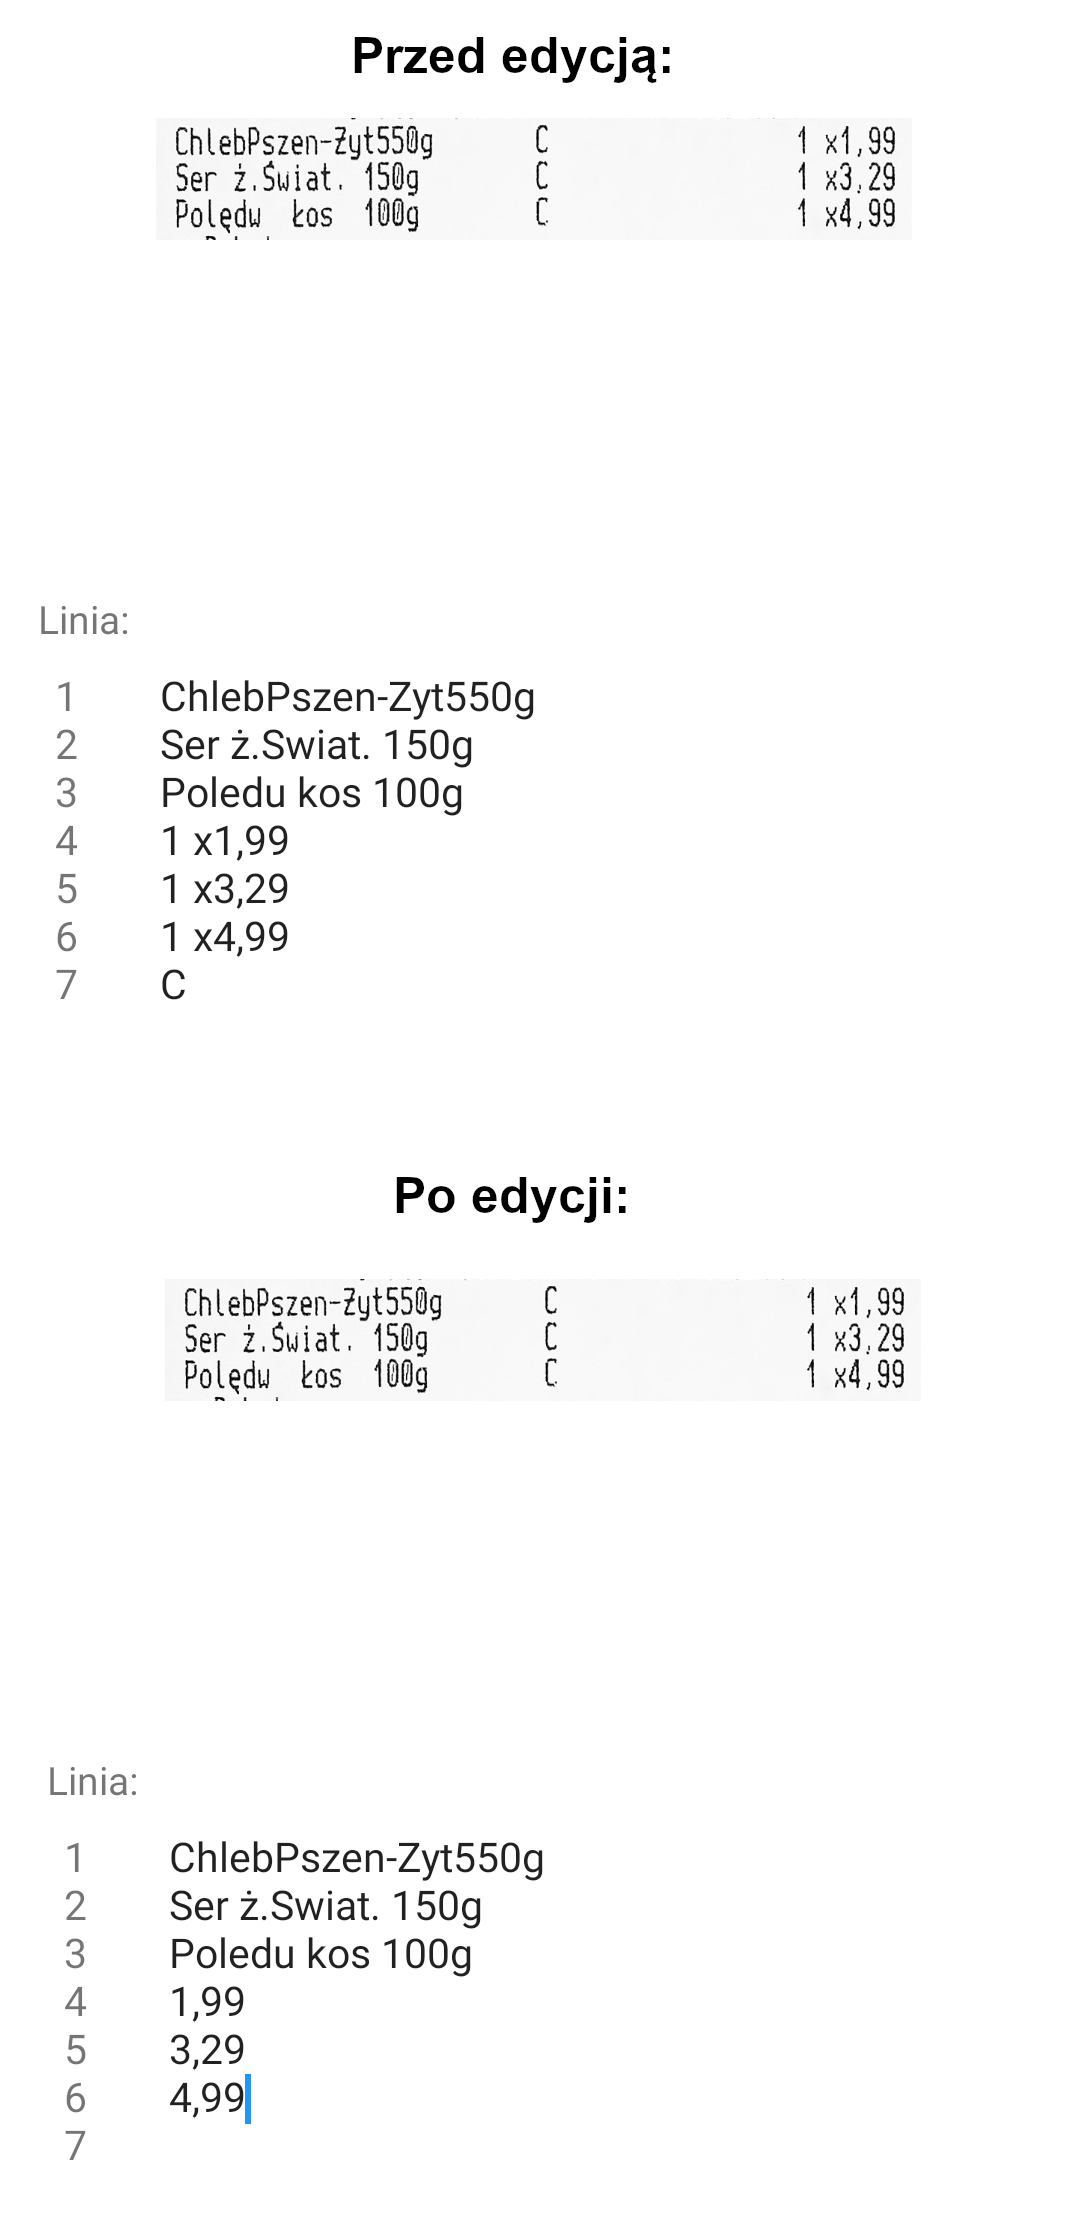 Przed edycją:
ChlebPszen-Żyt550g C 1 x1,99
Ser ż.Świat. 150g C 1 x3,29
Polędw łos 100g C 1 x4,99
Linia:
1 ChlebPszen-Zyt550g
2 Ser ż.Swiat. 150g
3 Poledu kos 100g
4 1 x1,99
5 1 x3,29
6 1 x4,99
7 C
Po edycji:
ChlebPszen-Żyt550g C 1 x1,99
Ser ż.Świat. 150g C 1 x3,29
Polędw łos 100g C 1 x4,99
Linia:
1 ChlebPszen-Zyt550g
2 Ser ż.Swiat. 150g
3 Poledu kos 100g
4 1,99
5 3,29
6 4,99
7